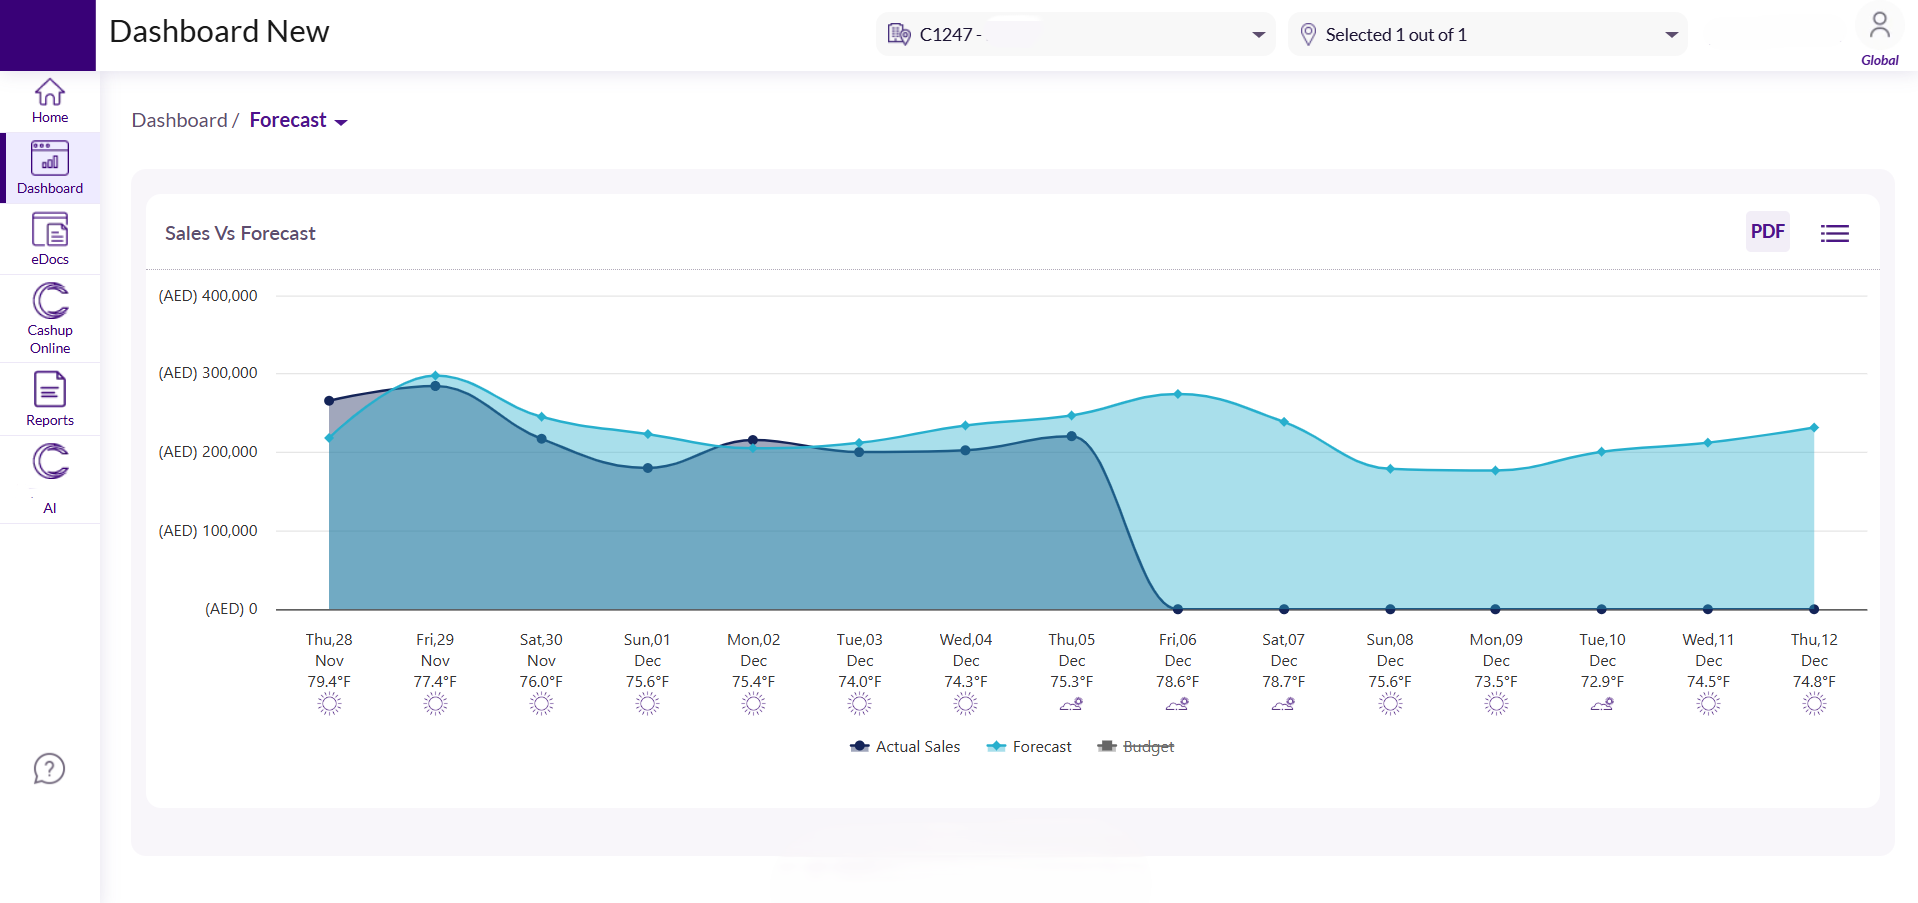 Dashboard New
C1247 -
Selected 1 out of 1
Global
Home
Dashboard
eDocs
Cashup
Online
Reports
AI
Dashboard / Forecast
Sales Vs Forecast
PDF
(AED) 400,000
(AED) 300,000
(AED) 200,000
(AED) 100,000
(AED) 0
Thu,28 Fri,29 Sat,30 Sun,01 Mon,02 Tue,03 Wed,04 Thu,05 Fri,06 Sat,07 Sun,08 Mon,09 Tue,10 Wed,11 Thu,12
Nov Nov Nov Dec Dec Dec Dec Dec Dec Dec Dec Dec Dec Dec Dec
79.4°F 77.4°F 76.0°F 75.6°F 75.4°F 74.0°F 74.3°F 75.3°F 78.6°F 78.7°F 75.6°F 73.5°F 72.9°F 74.5°F 74.8°F
Actual Sales Forecast Budget
?